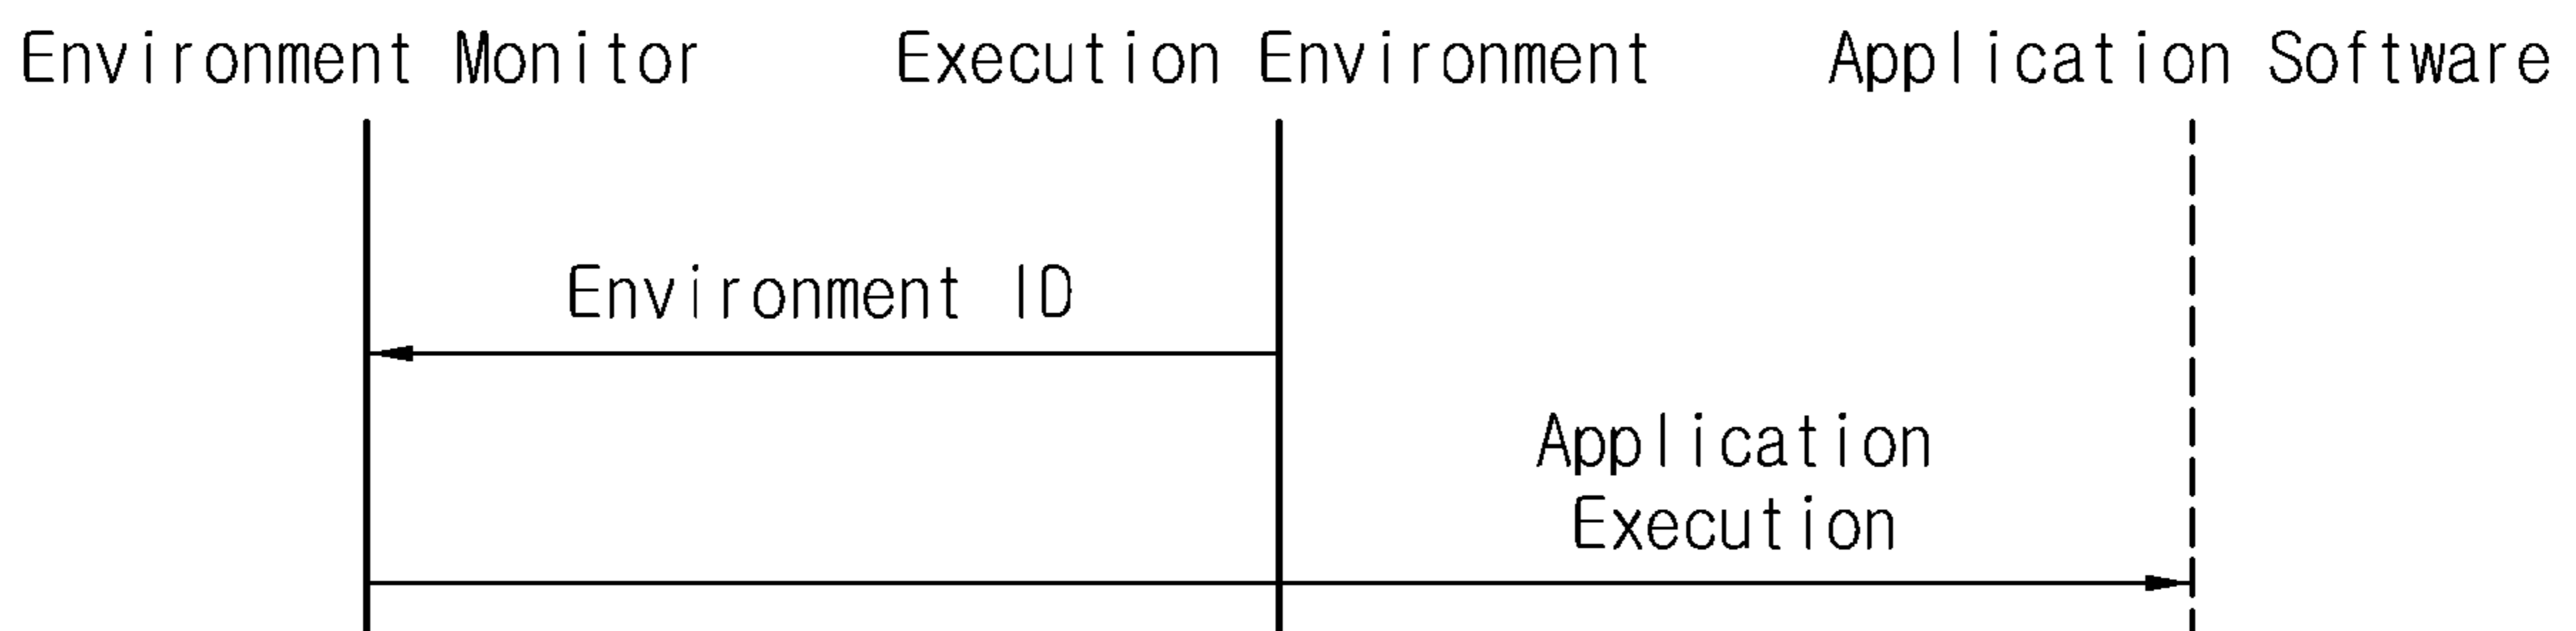 Environment Monitor Execution Environment Application Software
Environment ID
Application
Execution